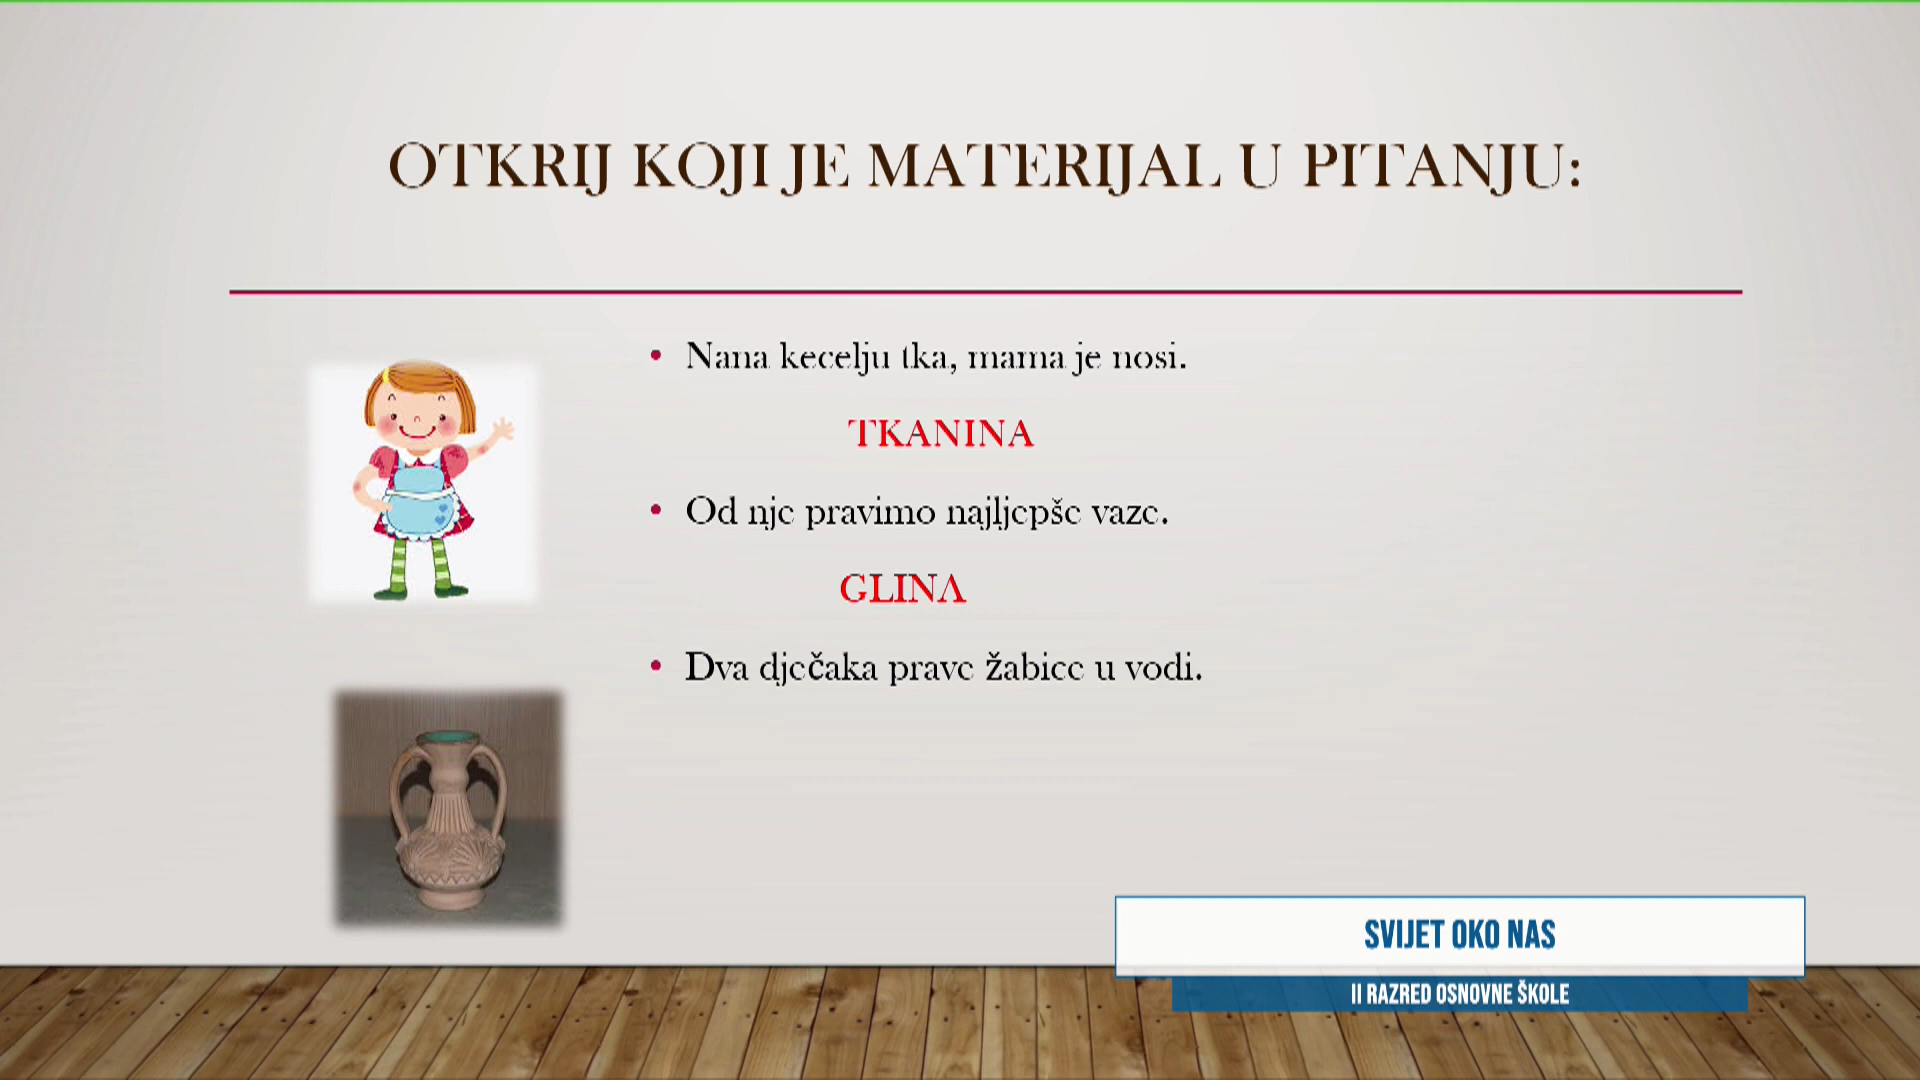 OTKRIJ KOJI JE MATERIJAL U PITANJU:
• Nana kecelju tka, mama je nosi.
TKANINA
• Od nje pravimo najljepše vaze.
GLINA
• Dva dječaka prave žabice u vodi.
SVIJET OKO NAS
II RAZRED OSNOVNE ŠKOLE